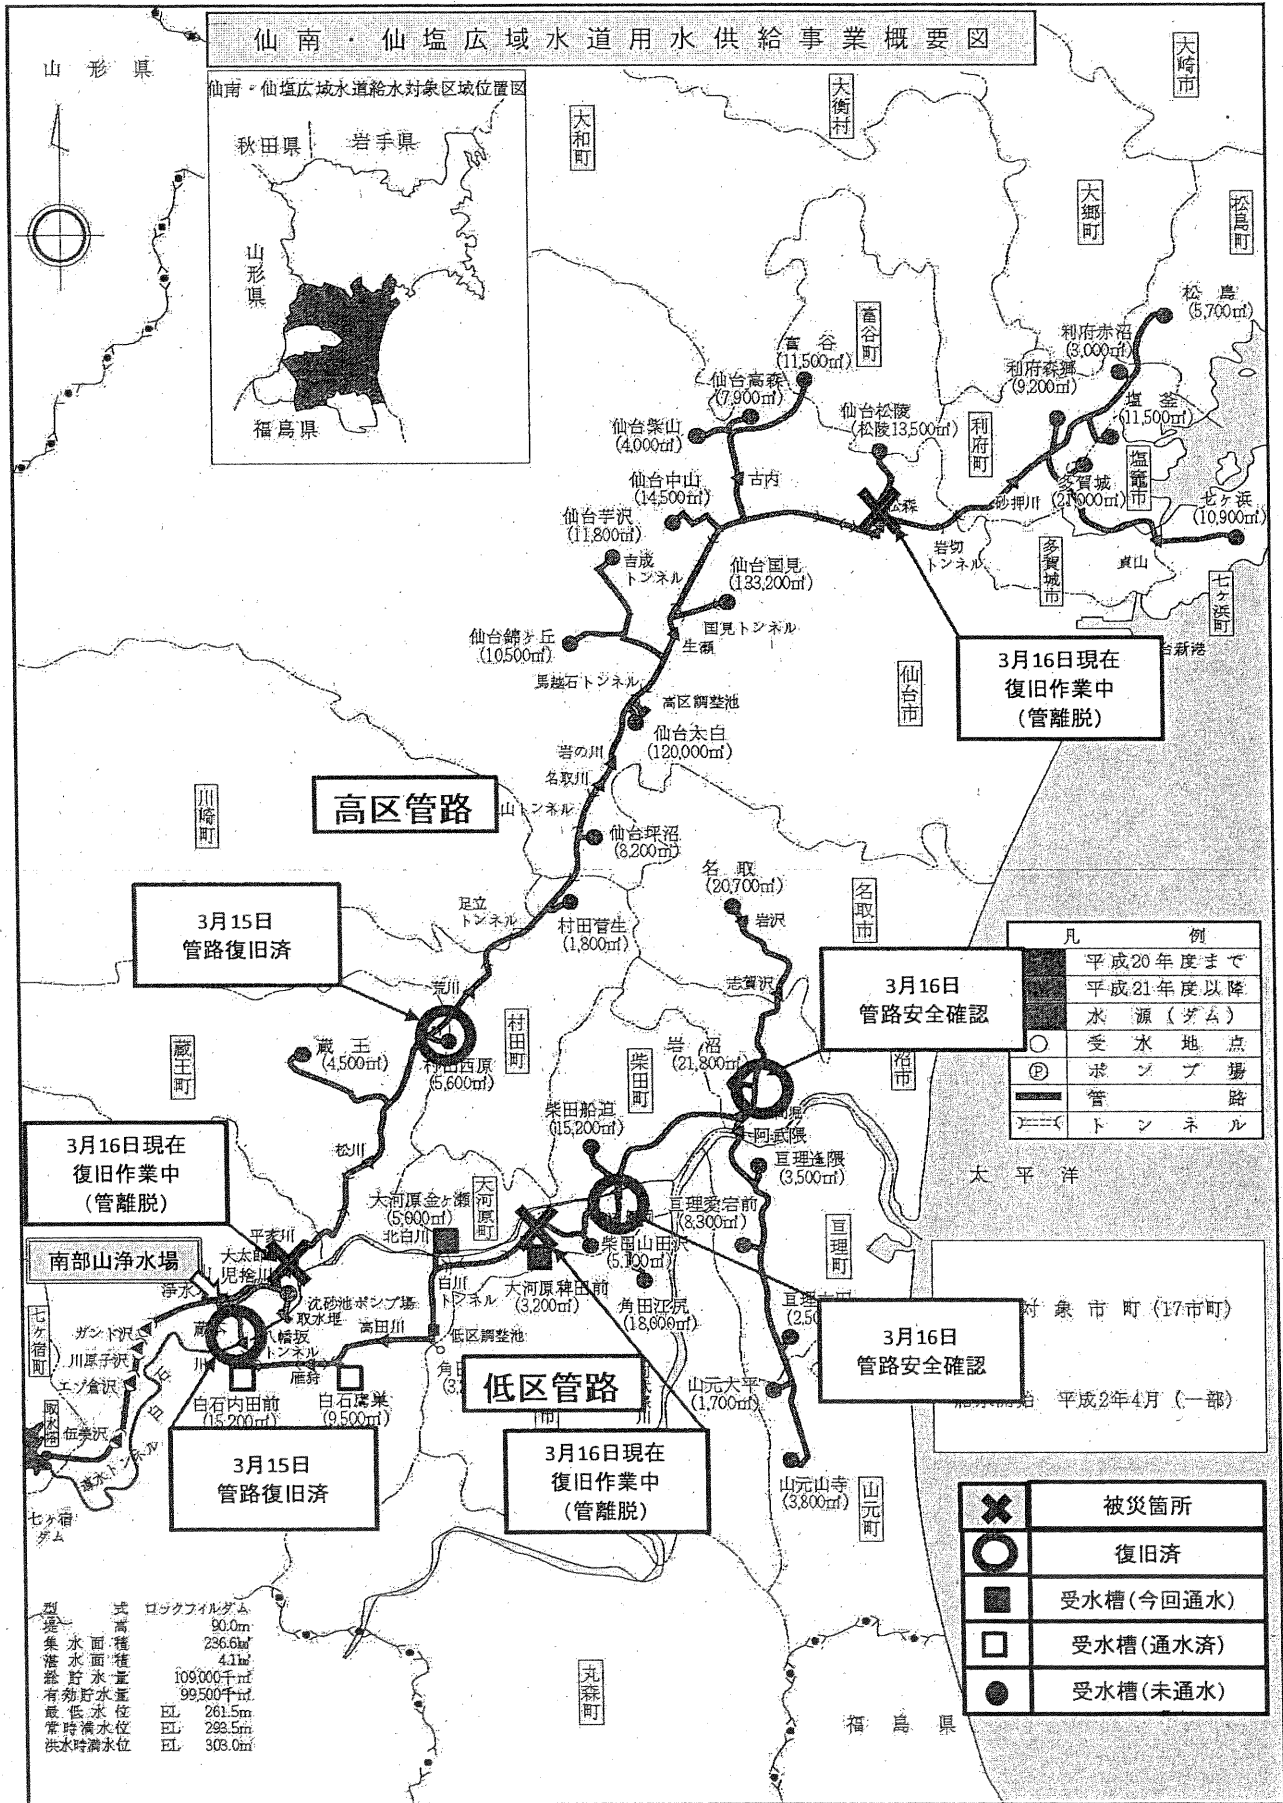 仙南・仙塩広域水道用水供給事業概要図
山形県
仙南・仙塩広域水道給水対象区域位置図
秋田県
岩手県
山形県
福島県
大崎市
大衡村
大和町
大郷町
松島町
松島
(5,700㎥)
富谷町
利府赤沼
(3,000㎥)
富谷
(11,500㎥)
利府森郷
(9,200㎥)
仙台高森
(7,900㎥)
塩釜
(11,500㎥)
仙台松陵
(松陵13,500㎥)
仙台柴山
(4,000㎥)
利府町
塩竈市
古内
仙台中山
(14,500㎥)
多賀城
(21,000㎥)
七ヶ浜
(10,900㎥)
松森
砂押川
仙台芋沢
(11,800㎥)
岩切
トンネル
多賀城市
貞山
吉成
トンネル
仙台国見
(133,200㎥)
七ヶ浜町
国見トンネル
仙台錦ヶ丘
(10,500㎥)
生瀬
台新港
3月16日現在
復旧作業中
(管離脱)
仙台市
馬越石トンネル
高区調整池
仙台太白
(120,000㎥)
岩の川
名取川
川崎町
高区管路
山トンネル
仙台坪沼
(8,200㎥)
名取
(20,700㎥)
名取市
3月15日
管路復旧済
足立
トンネル
村田菅生
(1,800㎥)
岩沢
凡例
平成20年度まで
平成21年度以降
水源(ダム)
受水地点
Ⓟ ポンプ場
管路
トンネル
3月16日
管路安全確認
荒川
志賀沢
村田町
蔵王町
蔵王
(4,500㎥)
村田西原
(5,600㎥)
柴田町
岩沼
(21,800㎥)
沼市
柴田船迫
(15,200㎥)
阿武隈
3月16日現在
復旧作業中
(管離脱)
松川
亘理逢隈
(3,500㎥)
太平洋
大河原金ヶ瀬
(5,000㎥)
大河原町
亘理愛宕前
(8,300㎥)
北白川
亘理町
平家川
児捨川
南部山浄水場
柴田山田沢
(5,100㎥)
白川
トンネル
大河原稗田前
(3,200㎥)
角田江尻
(18,000㎥)
沈砂池ポンプ場
取水堰
七ヶ宿町
ガンド沢
川原子沢
八幡坂
トンネル
高田川
低区調整池
対象市町(17市町)
3月16日
管路安全確認
雁狩
低区管路
山元大平
(1,700㎥)
白石内田前
(15,200㎥)
白石鷹巣
(9,500㎥)
平成2年4月(一部)
導水トンネル
3月15日
管路復旧済
3月16日現在
復旧作業中
(管離脱)
山元山寺
(3,800㎥)
山元町
七ヶ宿
ダム
被災箇所
復旧済
受水槽(今回通水)
受水槽(通水済)
受水槽(未通水)
型式 ロックフィルダム
堤高 90.0m
集水面積 236.6k㎡
湛水面積 4.1k㎡
総貯水量 109,000千㎥
有効貯水量 99,500千㎥
最低水位 EL 261.5m
常時満水位 EL 293.5m
洪水時満水位 EL 303.0m
丸森町
福島県